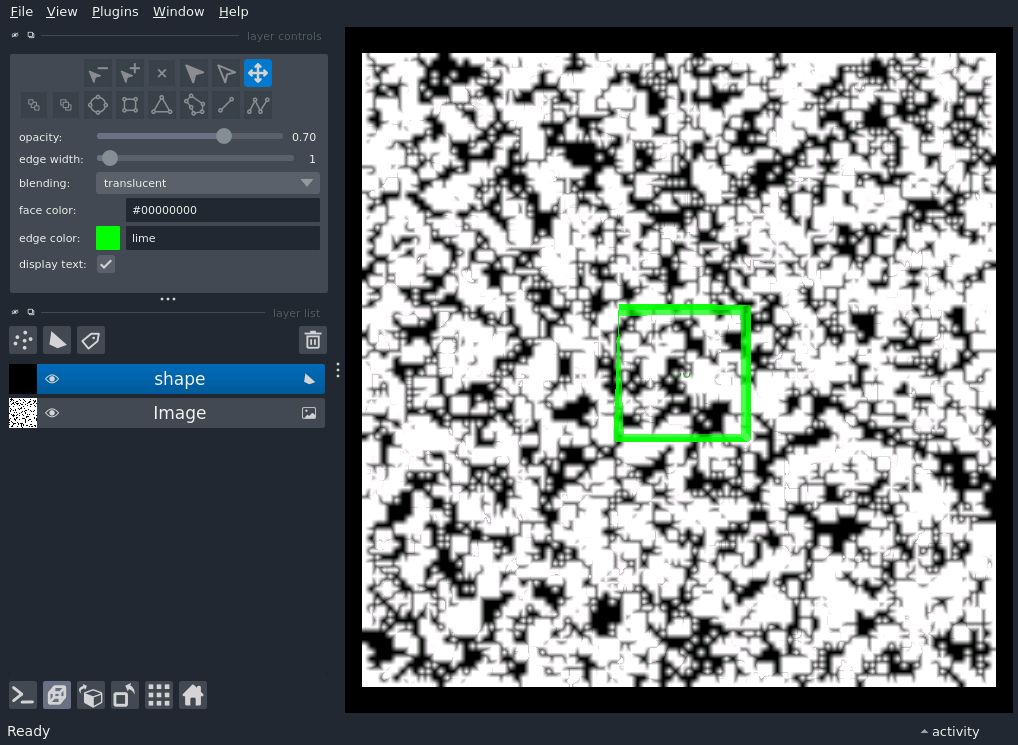 File View Plugins Window Help
layer controls
opacity: 0.70
edge width: 1
blending: translucent
face color: #00000000
edge color: lime
display text:
layer list
shape
Image
Ready activity